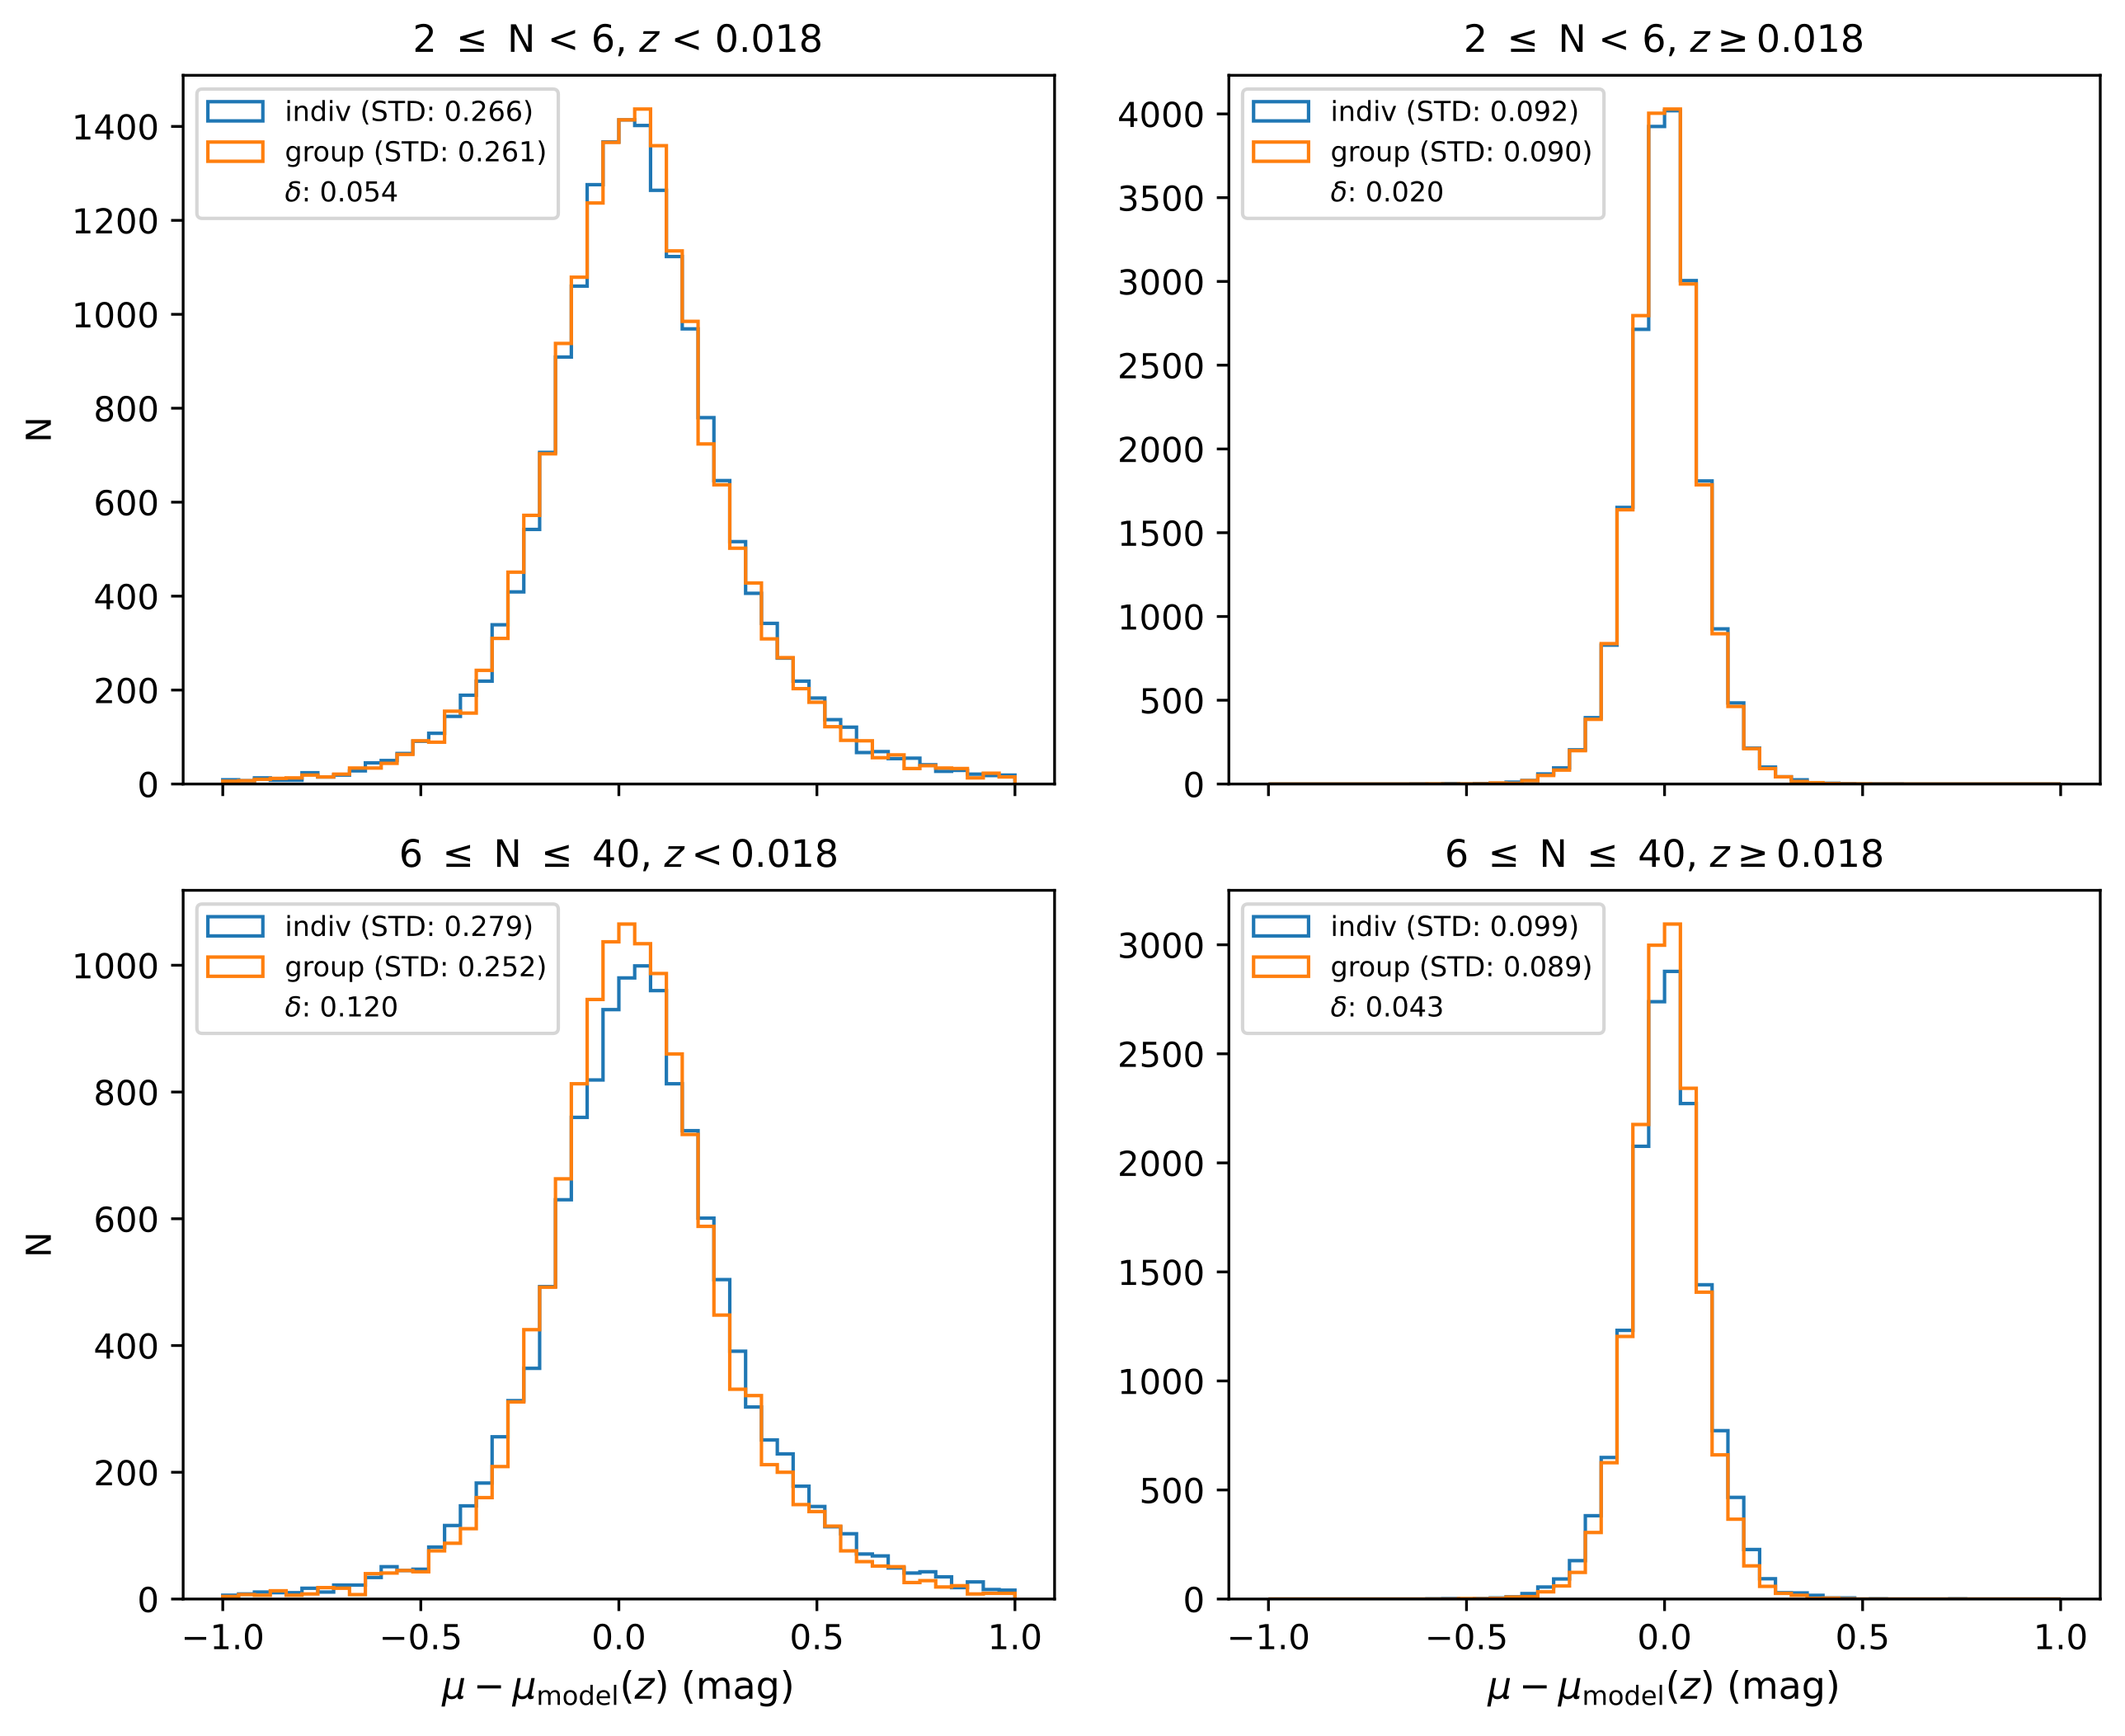 2 ≤ N < 6, z < 0.018
indiv (STD: 0.266)
group (STD: 0.261)
δ: 0.054
1400
1200
1000
800
600
400
200
0
N
2 ≤ N < 6, z ≥ 0.018
indiv (STD: 0.092)
group (STD: 0.090)
δ: 0.020
4000
3500
3000
2500
2000
1500
1000
500
0
6 ≤ N ≤ 40, z < 0.018
indiv (STD: 0.279)
group (STD: 0.252)
δ: 0.120
1000
800
600
400
200
0
N
−1.0 −0.5 0.0 0.5 1.0
μ − μmodel(z) (mag)
6 ≤ N ≤ 40, z ≥ 0.018
indiv (STD: 0.099)
group (STD: 0.089)
δ: 0.043
3000
2500
2000
1500
1000
500
0
−1.0 −0.5 0.0 0.5 1.0
μ − μmodel(z) (mag)